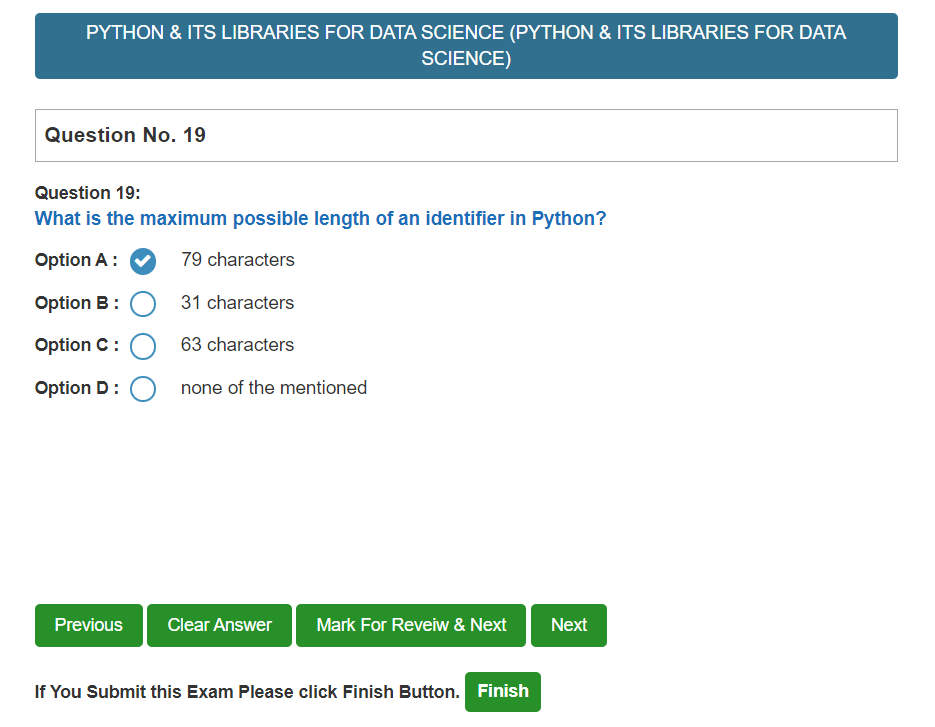 PYTHON & ITS LIBRARIES FOR DATA SCIENCE (PYTHON & ITS LIBRARIES FOR DATA
SCIENCE)
Question No. 19
Question 19:
What is the maximum possible length of an identifier in Python?
Option A : 79 characters
Option B : 31 characters
Option C : 63 characters
Option D : none of the mentioned
Previous Clear Answer Mark For Reveiw & Next Next
If You Submit this Exam Please click Finish Button. Finish